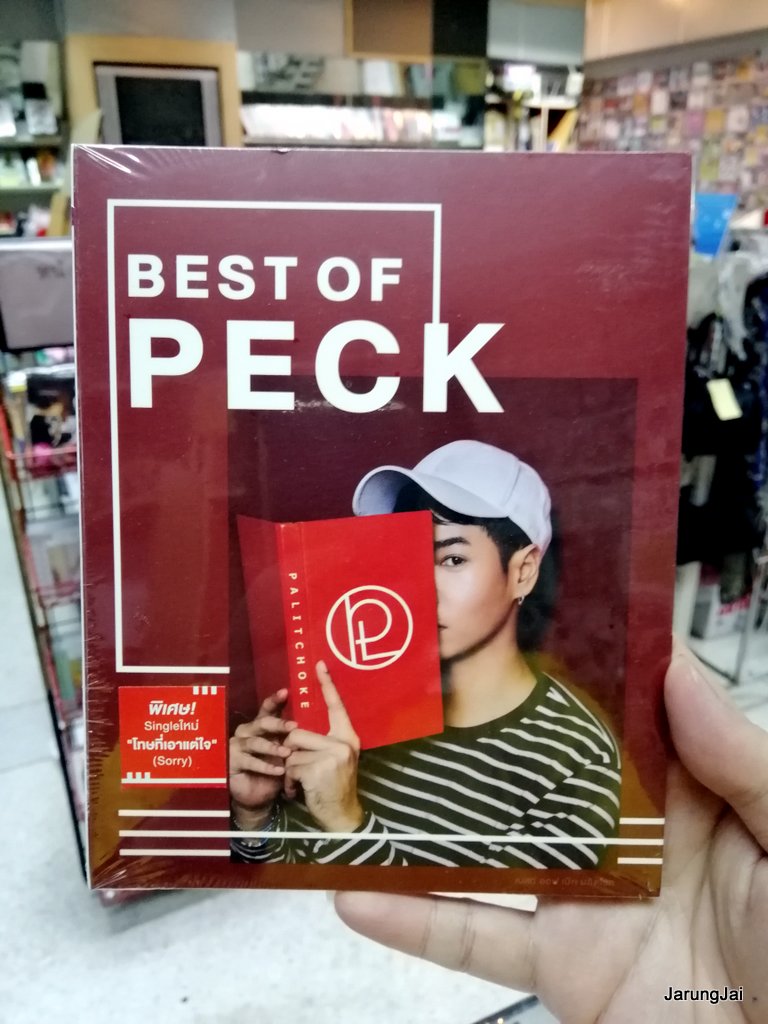 BEST OF
PECK
PALITCHOKE
พิเศษ!
Singleใหม่
"โทษที่เอาแต่ใจ"
(Sorry)
JarungJai